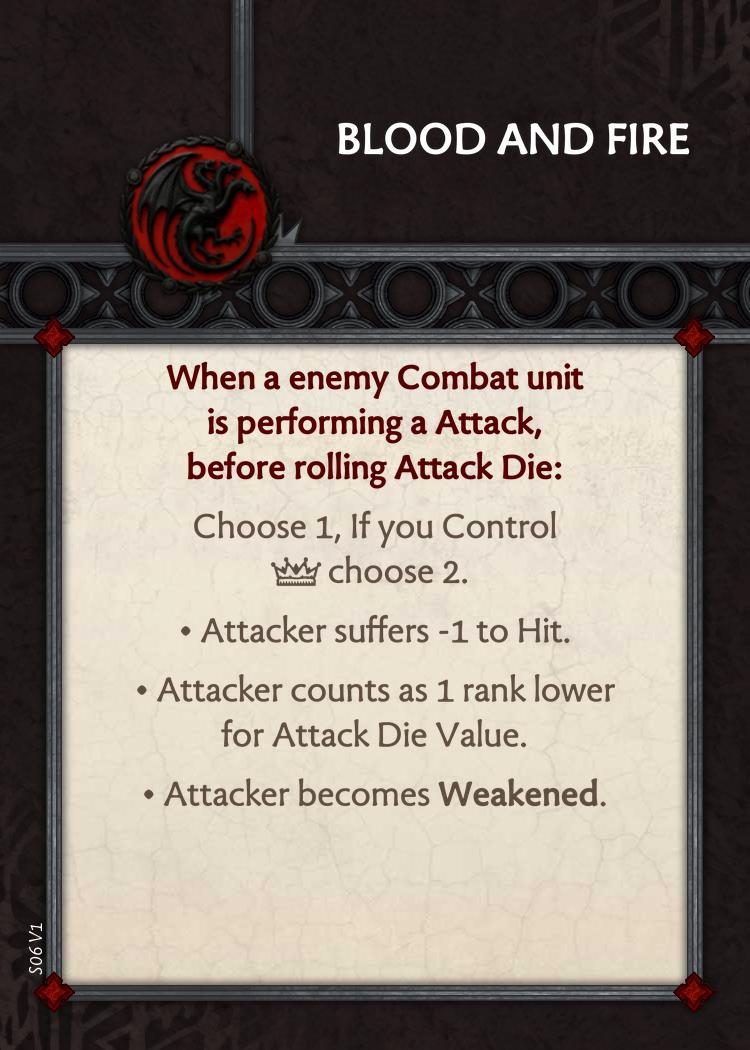 BLOOD AND FIRE
When a enemy Combat unit
is performing a Attack,
before rolling Attack Die:
Choose 1, If you Control
choose 2.
• Attacker suffers -1 to Hit.
• Attacker counts as 1 rank lower
for Attack Die Value.
• Attacker becomes Weakened.
S06 V1